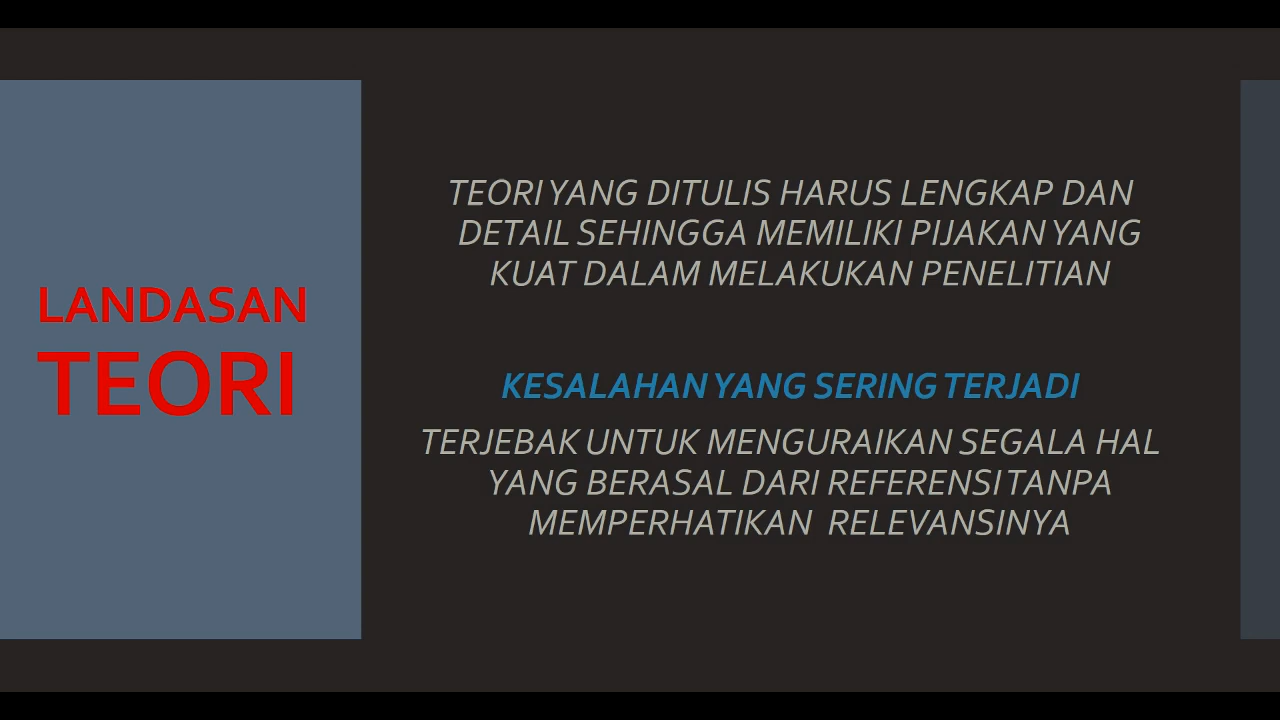 LANDASAN
TEORI
TEORI YANG DITULIS HARUS LENGKAP DAN
DETAIL SEHINGGA MEMILIKI PIJAKAN YANG
KUAT DALAM MELAKUKAN PENELITIAN
KESALAHAN YANG SERING TERJADI
TERJEBAK UNTUK MENGURAIKAN SEGALA HAL
YANG BERASAL DARI REFERENSI TANPA
MEMPERHATIKAN RELEVANSINYA